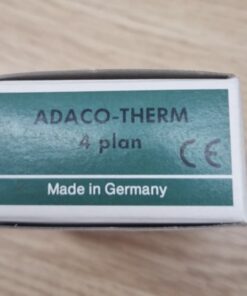 ADACO-THERM
4 plan
CE
Made in Germany